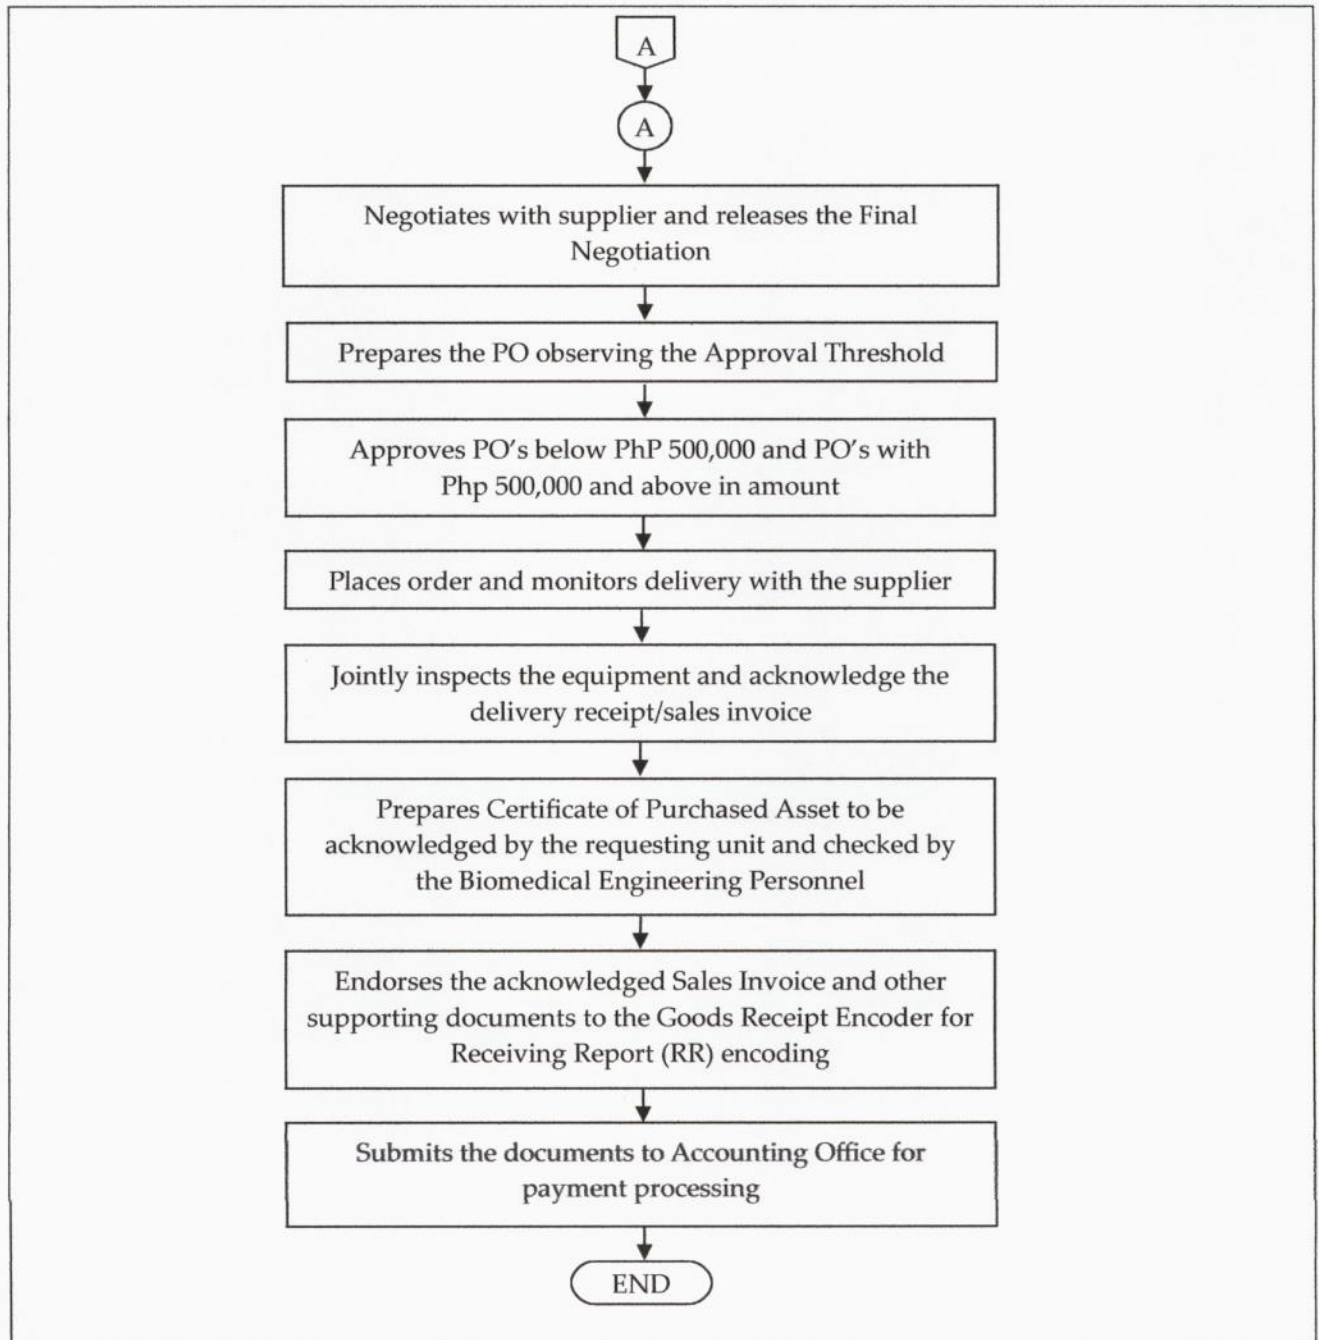 A
A
Negotiates with supplier and releases the Final
Negotiation
Prepares the PO observing the Approval Threshold
Approves PO's below PhP 500,000 and PO's with
Php 500,000 and above in amount
Places order and monitors delivery with the supplier
Jointly inspects the equipment and acknowledge the
delivery receipt/sales invoice
Prepares Certificate of Purchased Asset to be
acknowledged by the requesting unit and checked by
the Biomedical Engineering Personnel
Endorses the acknowledged Sales Invoice and other
supporting documents to the Goods Receipt Encoder for
Receiving Report (RR) encoding
Submits the documents to Accounting Office for
payment processing
END